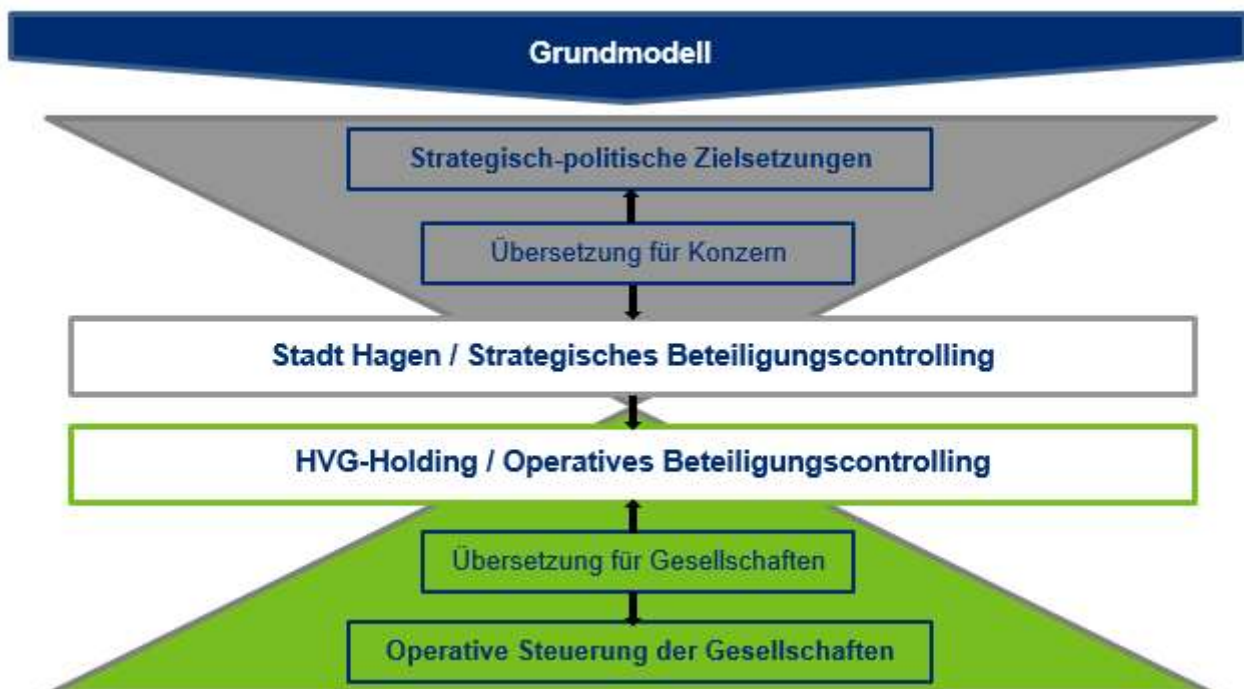 Grundmodell
Strategisch-politische Zielsetzungen
Übersetzung für Konzern
Stadt Hagen / Strategisches Beteiligungscontrolling
HVG-Holding / Operatives Beteiligungscontrolling
Übersetzung für Gesellschaften
Operative Steuerung der Gesellschaften